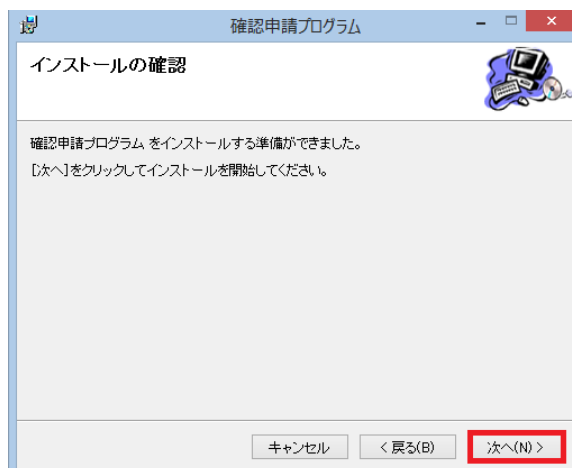 確認申請プログラム
インストールの確認
確認申請プログラム をインストールする準備ができました。
[次へ]をクリックしてインストールを開始してください。
キャンセル
< 戻る(B)
次へ(N) >